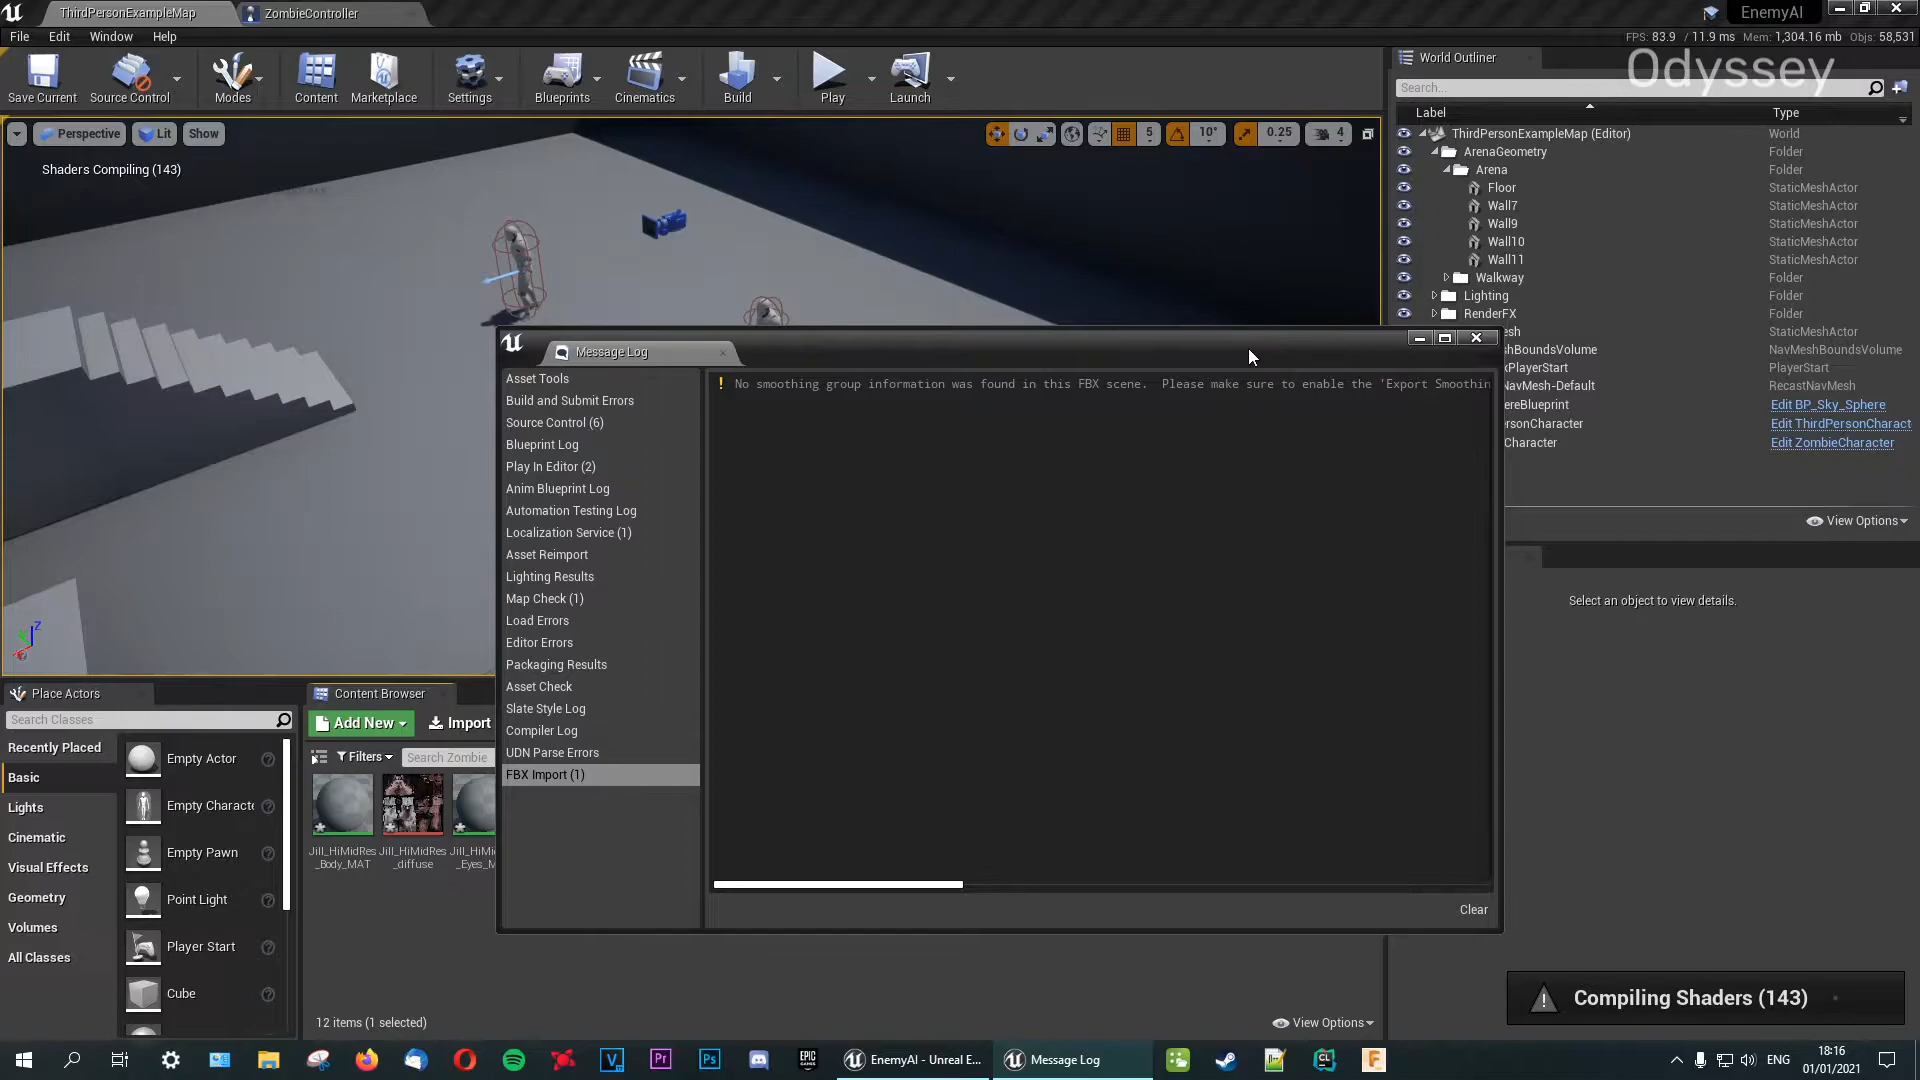 ThirdPersonExampleMap
ZombieController
EnemyAI
File Edit Window Help
FPS: 83.9 / 11.9 ms Mem: 1,304.16 mb Objs: 58,531
Save Current
Source Control
Modes
Content
Marketplace
Settings
Blueprints
Cinematics
Build
Play
Launch
World Outliner
Odyssey
Search...
Label Type
Perspective Lit Show
5 10° 0.25 4
Shaders Compiling (143)
ThirdPersonExampleMap (Editor) World
ArenaGeometry Folder
Arena Folder
Floor StaticMeshActor
Wall7 StaticMeshActor
Wall9 StaticMeshActor
Wall10 StaticMeshActor
Wall11 StaticMeshActor
Walkway Folder
Lighting Folder
RenderFX Folder
esh StaticMeshActor
shBoundsVolume NavMeshBoundsVolume
kPlayerStart PlayerStart
NavMesh-Default RecastNavMesh
ereBlueprint Edit BP_Sky_Sphere
rsonCharacter Edit ThirdPersonCharact
Character Edit ZombieCharacter
View Options
Select an object to view details.
Message Log
Asset Tools
Build and Submit Errors
Source Control (6)
Blueprint Log
Play In Editor (2)
Anim Blueprint Log
Automation Testing Log
Localization Service (1)
Asset Reimport
Lighting Results
Map Check (1)
Load Errors
Editor Errors
Packaging Results
Asset Check
Slate Style Log
Compiler Log
UDN Parse Errors
FBX Import (1)
No smoothing group information was found in this FBX scene. Please make sure to enable the 'Export Smoothin
Clear
Place Actors
Search Classes
Recently Placed
Basic
Lights
Cinematic
Visual Effects
Geometry
Volumes
All Classes
Empty Actor
Empty Characte
Empty Pawn
Point Light
Player Start
Cube
Content Browser
Add New
Import
Filters
Search Zombie
Jill_HiMidRes
_Body_MAT
Jill_HiMidRes
_diffuse
Jill_HiMi
_Eyes_M
12 items (1 selected)
View Options
Compiling Shaders (143)
EnemyAI - Unreal E...
Message Log
ENG
18:16
01/01/2021